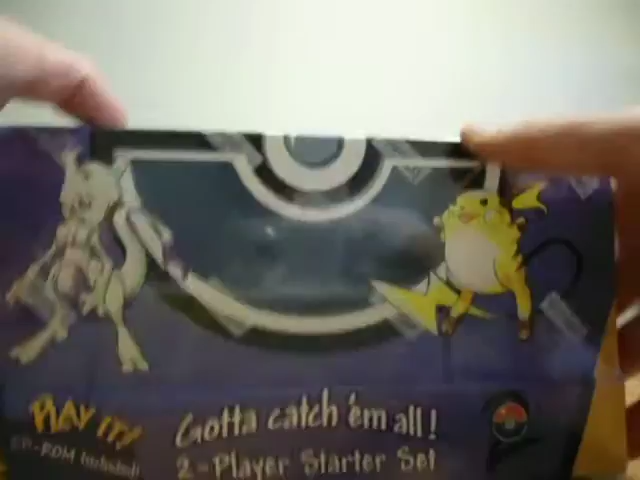 Gotta catch 'em all!
PLAY IT!
CD-ROM Included!
2-Player Starter Set